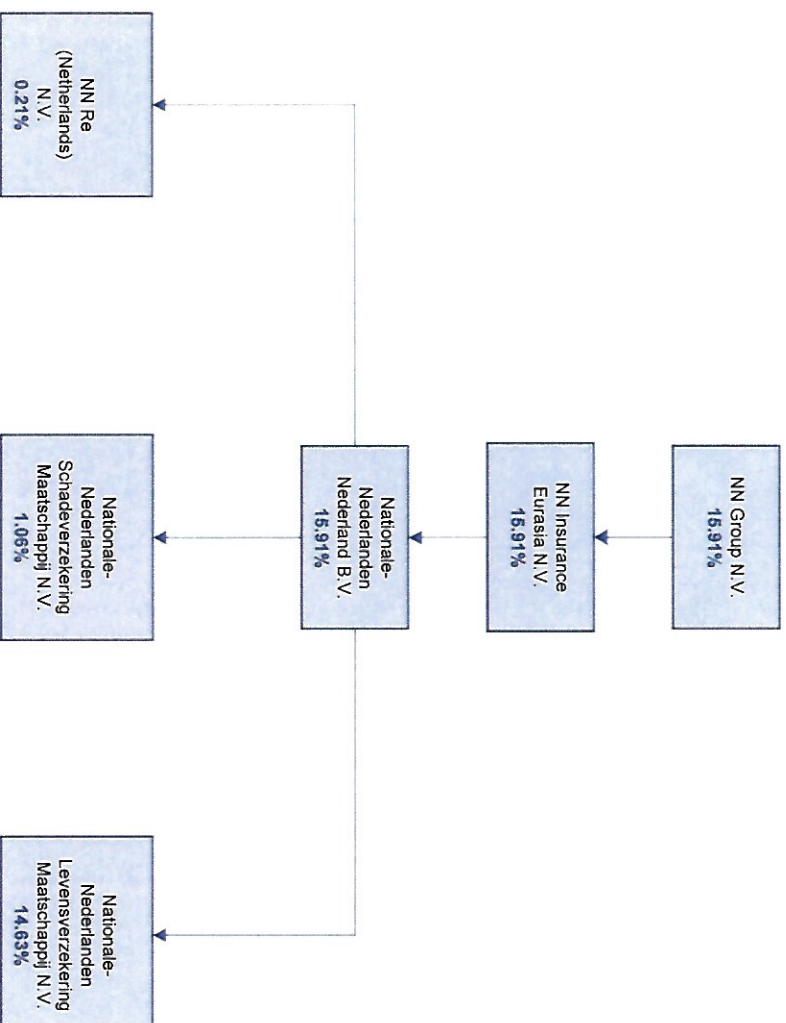 NN Group N.V.
15.91%
NN Insurance
Eurasia N.V.
15.91%
Nationale-
Nederlanden
Nederland B.V.
15.91%
NN Re
(Netherlands)
N.V.
0.21%
Nationale-
Nederlanden
Schadeverzekering
Maatschappij N.V.
1.06%
Nationale-
Nederlanden
Levensverzekering
Maatschappij N.V.
14.63%